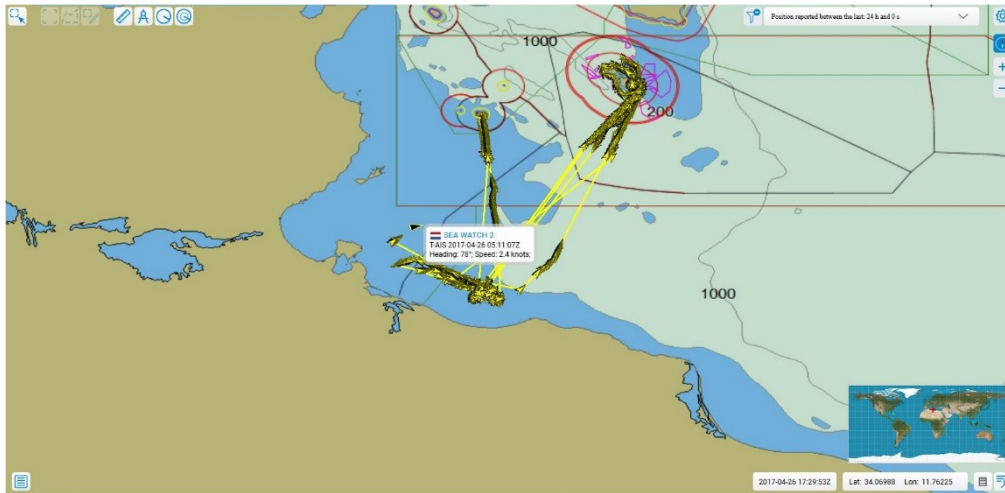 Position reported between the last: 24 h and 0 s
1000
200
SEA WATCH 2
T-AIS 2017-04-26 05:11:07Z
Heading: 78°; Speed: 2.4 knots;
1000
2017-04-26 17:29:53Z
Lat: 34.06988 Lon: 11.76225